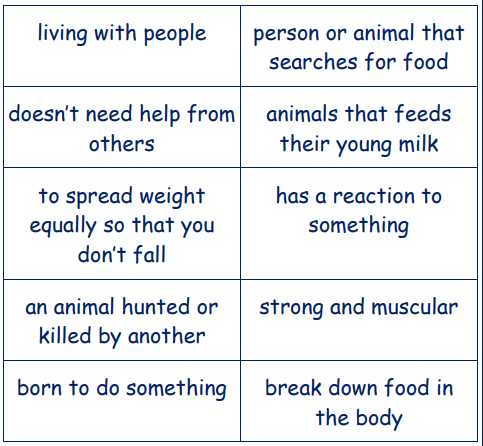 living with people
person or animal that
searches for food
doesn't need help from
others
animals that feeds
their young milk
to spread weight
equally so that you
don't fall
has a reaction to
something
an animal hunted or
killed by another
strong and muscular
born to do something
break down food in
the body